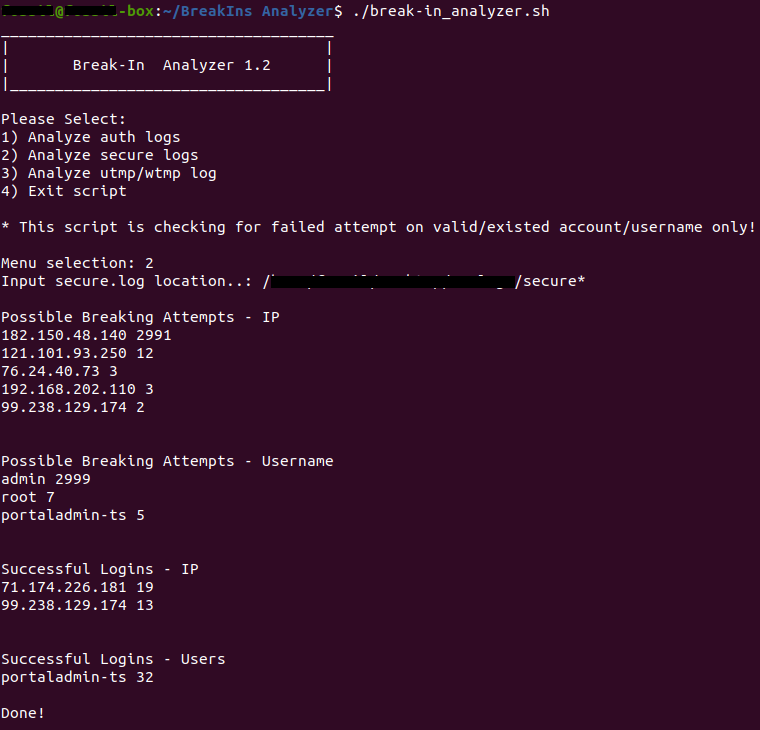 @ -box:~/BreakIns Analyzer$ ./break-in_analyzer.sh
_____________________________________
|                                   |
|       Break-In  Analyzer 1.2      |
|___________________________________|
Please Select:
1) Analyze auth logs
2) Analyze secure logs
3) Analyze utmp/wtmp log
4) Exit script
* This script is checking for failed attempt on valid/existed account/username only!
Menu selection: 2
Input secure.log location..: / /secure*
Possible Breaking Attempts - IP
182.150.48.140 2991
121.101.93.250 12
76.24.40.73 3
192.168.202.110 3
99.238.129.174 2
Possible Breaking Attempts - Username
admin 2999
root 7
portaladmin-ts 5
Successful Logins - IP
71.174.226.181 19
99.238.129.174 13
Successful Logins - Users
portaladmin-ts 32
Done!